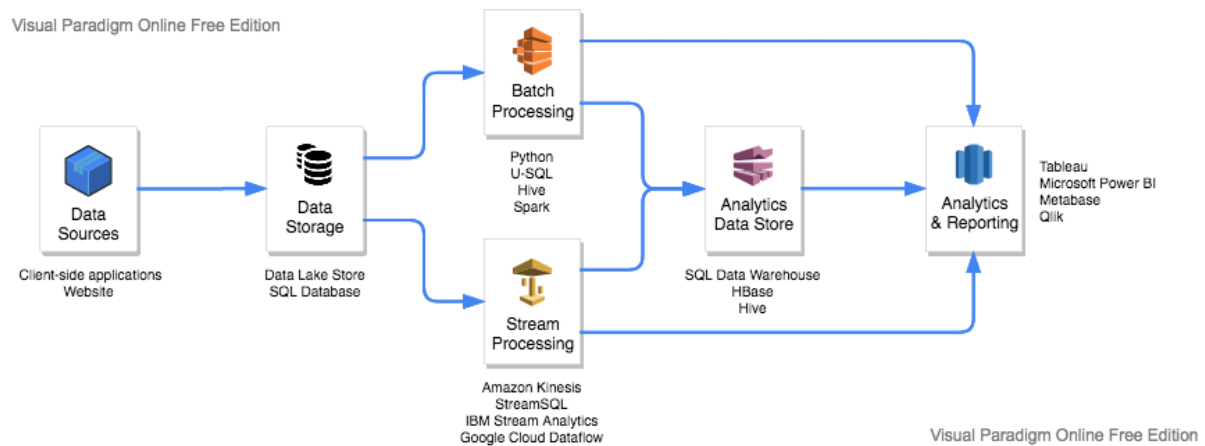 Visual Paradigm Online Free Edition
Data
Sources
Client-side applications
Website
Data
Storage
Data Lake Store
SQL Database
Batch
Processing
Python
U-SQL
Hive
Spark
Stream
Processing
Amazon Kinesis
StreamSQL
IBM Stream Analytics
Google Cloud Dataflow
Analytics
Data Store
SQL Data Warehouse
HBase
Hive
Analytics
& Reporting
Tableau
Microsoft Power BI
Metabase
Qlik
Visual Paradigm Online Free Edition